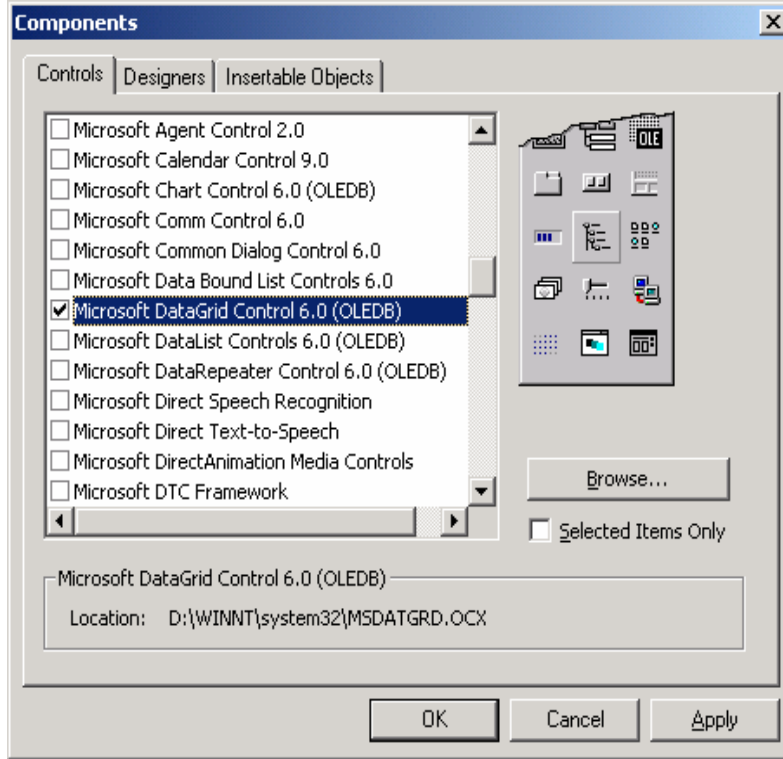 Components
Controls Designers Insertable Objects
Microsoft Agent Control 2.0
Microsoft Calendar Control 9.0
Microsoft Chart Control 6.0 (OLEDB)
Microsoft Comm Control 6.0
Microsoft Common Dialog Control 6.0
Microsoft Data Bound List Controls 6.0
Microsoft DataGrid Control 6.0 (OLEDB)
Microsoft DataList Controls 6.0 (OLEDB)
Microsoft DataRepeater Control 6.0 (OLEDB)
Microsoft Direct Speech Recognition
Microsoft Direct Text-to-Speech
Microsoft DirectAnimation Media Controls
Microsoft DTC Framework
OLE
Browse...
Selected Items Only
Microsoft DataGrid Control 6.0 (OLEDB)
Location: D:\WINNT\system32\MSDATGRD.OCX
OK Cancel Apply